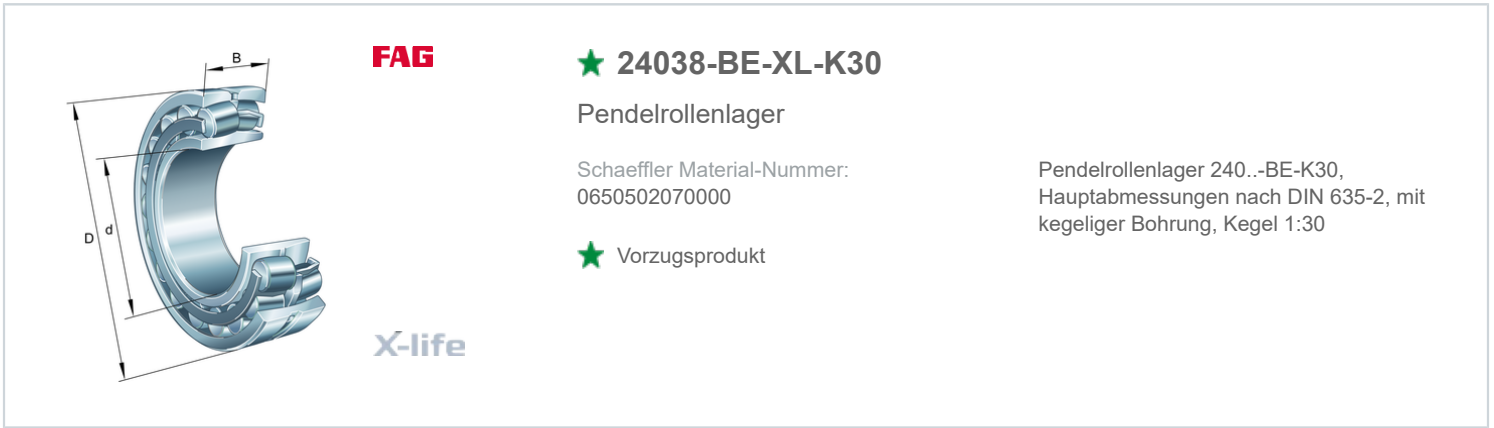 B
D
d
FAG
X-life
24038-BE-XL-K30
Pendelrollenlager
Schaeffler Material-Nummer:
0650502070000
Vorzugsprodukt
Pendelrollenlager 240..-BE-K30,
Hauptabmessungen nach DIN 635-2, mit
kegeliger Bohrung, Kegel 1:30